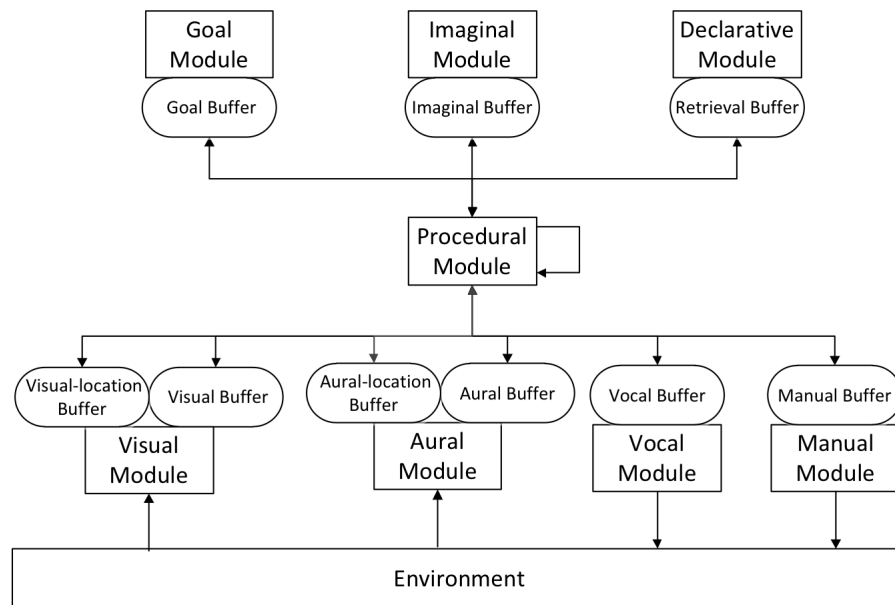 Goal
Module
Imaginal
Module
Declarative
Module
Goal Buffer
Imaginal Buffer
Retrieval Buffer
Procedural
Module
Visual-location
Buffer
Visual Buffer
Aural-location
Buffer
Aural Buffer
Vocal Buffer
Manual Buffer
Visual
Module
Aural
Module
Vocal
Module
Manual
Module
Environment